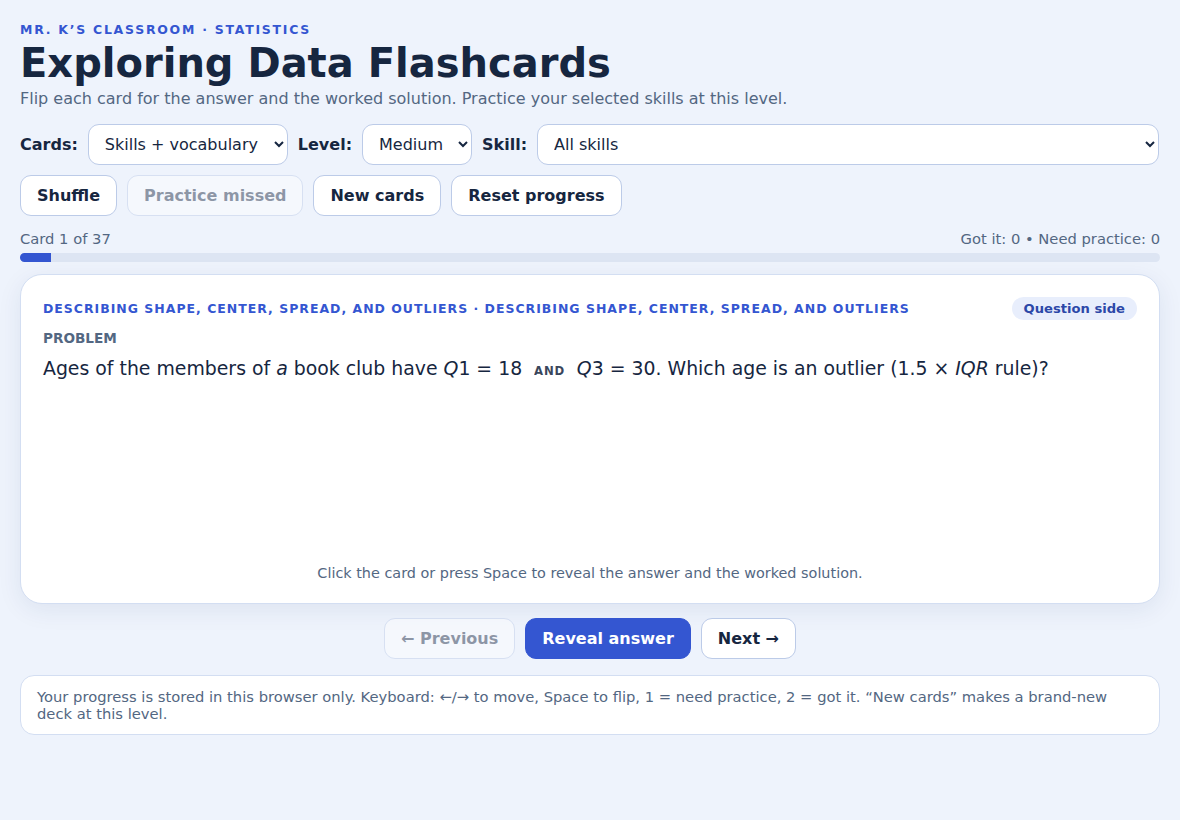 MR. K’S CLASSROOM · STATISTICS
Exploring Data Flashcards
Flip each card for the answer and the worked solution. Practice your selected skills at this level.
Cards: Skills + vocabulary Level: Medium Skill: All skills
Shuffle Practice missed New cards Reset progress
Card 1 of 37 Got it: 0 • Need practice: 0
DESCRIBING SHAPE, CENTER, SPREAD, AND OUTLIERS · DESCRIBING SHAPE, CENTER, SPREAD, AND OUTLIERS Question side
PROBLEM
Ages of the members of a book club have Q1 = 18 AND Q3 = 30. Which age is an outlier (1.5 × IQR rule)?
Click the card or press Space to reveal the answer and the worked solution.
← Previous Reveal answer Next →
Your progress is stored in this browser only. Keyboard: ←/→ to move, Space to flip, 1 = need practice, 2 = got it. “New cards” makes a brand-new
deck at this level.